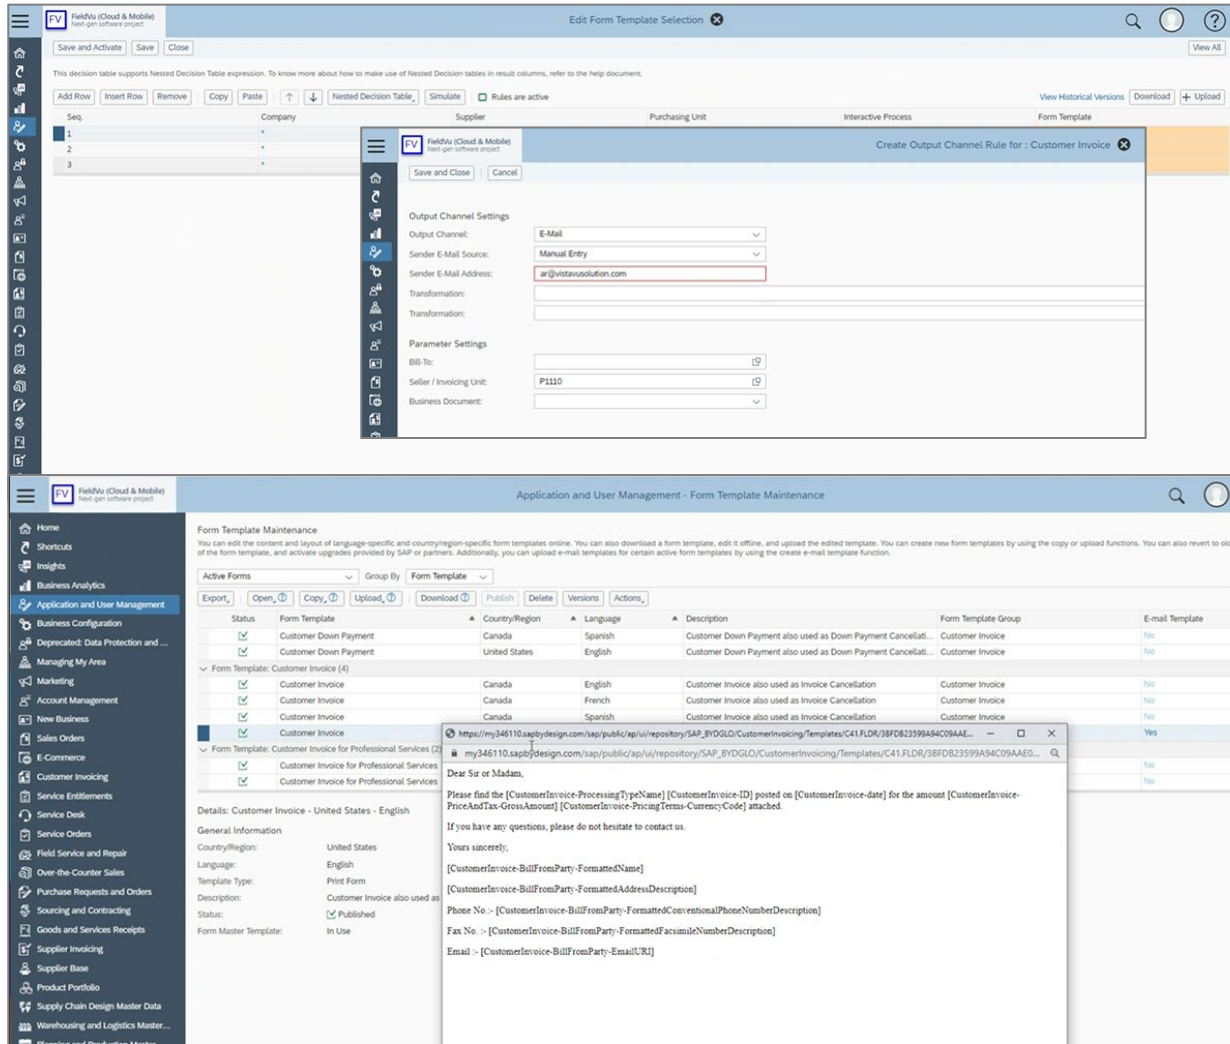 FV FieldVu (Cloud & Mobile)
Next-gen software project
Edit Form Template Selection
Save and Activate Save Close View All
This decision table supports Nested Decision Table expression. To know more about how to make use of Nested Decision tables in result columns, refer to the help document.
Add Row Insert Row Remove Copy Paste Nested Decision Table Simulate Rules are active View Historical Versions Download + Upload
Seq. Company Supplier Purchasing Unit Interactive Process Form Template
1 *
2 *
3 *
FV FieldVu (Cloud & Mobile)
Next-gen software project
Create Output Channel Rule for : Customer Invoice
Save and Close Cancel
Output Channel Settings
Output Channel: E-Mail
Sender E-Mail Source: Manual Entry
Sender E-Mail Address: ar@vistavusolution.com
Transformation:
Transformation:
Parameter Settings
Bill-To:
Seller / Invoicing Unit: P1110
Business Document:
FV FieldVu (Cloud & Mobile)
Next-gen software project
Application and User Management - Form Template Maintenance
Home
Shortcuts
Insights
Business Analytics
Application and User Management
Business Configuration
Deprecated: Data Protection and ...
Managing My Area
Marketing
Account Management
New Business
Sales Orders
E-Commerce
Customer Invoicing
Service Entitlements
Service Desk
Service Orders
Field Service and Repair
Over-the-Counter Sales
Purchase Requests and Orders
Sourcing and Contracting
Goods and Services Receipts
Supplier Invoicing
Supplier Base
Product Portfolio
Supply Chain Design Master Data
Warehousing and Logistics Master...
Form Template Maintenance
You can edit the content and layout of language-specific and country/region-specific form templates online. You can also download a form template, edit it offline, and upload the edited template. You can create new form templates by using the copy or upload functions. You can also revert to old
of the form template, and activate upgrades provided by SAP or partners. Additionally, you can upload e-mail templates for certain active form templates by using the create e-mail template function.
Active Forms Group By Form Template
Export Open Copy Upload Download Publish Delete Versions Actions
Status Form Template Country/Region Language Description Form Template Group E-mail Template
Customer Down Payment Canada Spanish Customer Down Payment also used as Down Payment Cancellati... Customer Invoice No
Customer Down Payment United States English Customer Down Payment also used as Down Payment Cancellati... Customer Invoice No
Form Template: Customer Invoice (4)
Customer Invoice Canada English Customer Invoice also used as Invoice Cancellation Customer Invoice No
Customer Invoice Canada French Customer Invoice also used as Invoice Cancellation Customer Invoice No
Customer Invoice Canada Spanish Customer Invoice also used as Invoice Cancellation Customer Invoice No
Customer Invoice Yes
Form Template: Customer Invoice for Professional Services (2)
Customer Invoice for Professional Services No
Customer Invoice for Professional Services No
Details: Customer Invoice - United States - English
General Information
Country/Region: United States
Language: English
Template Type: Print Form
Description: Customer Invoice also used as
Status: Published
Form Master Template: In Use
https://my346110.sapbydesign.com/sap/public/ap/ui/repository/SAP_BYDGLO/CustomerInvoicing/Templates/C41.FLDR/3BFDB23599A94C09AAE...
my346110.sapbydesign.com/sap/public/ap/ui/repository/SAP_BYDGLO/CustomerInvoicing/Templates/C41.FLDR/3BFDB23599A94C09AAE0...
Dear Sir or Madam,
Please find the [CustomerInvoice-ProcessingTypeName] [CustomerInvoice-ID] posted on [CustomerInvoice-date] for the amount [CustomerInvoice-
PriceAndTax-GrossAmount] [CustomerInvoice-PricingTerms-CurrencyCode] attached.
If you have any questions, please do not hesitate to contact us.
Yours sincerely,
[CustomerInvoice-BillFromParty-FormattedName]
[CustomerInvoice-BillFromParty-FormattedAddressDescription]
Phone No.:- [CustomerInvoice-BillFromParty-FormattedConventionalPhoneNumberDescription]
Fax No. :- [CustomerInvoice-BillFromParty-FormattedFacsimileNumberDescription]
Email :- [CustomerInvoice-BillFromParty-EmailURI]